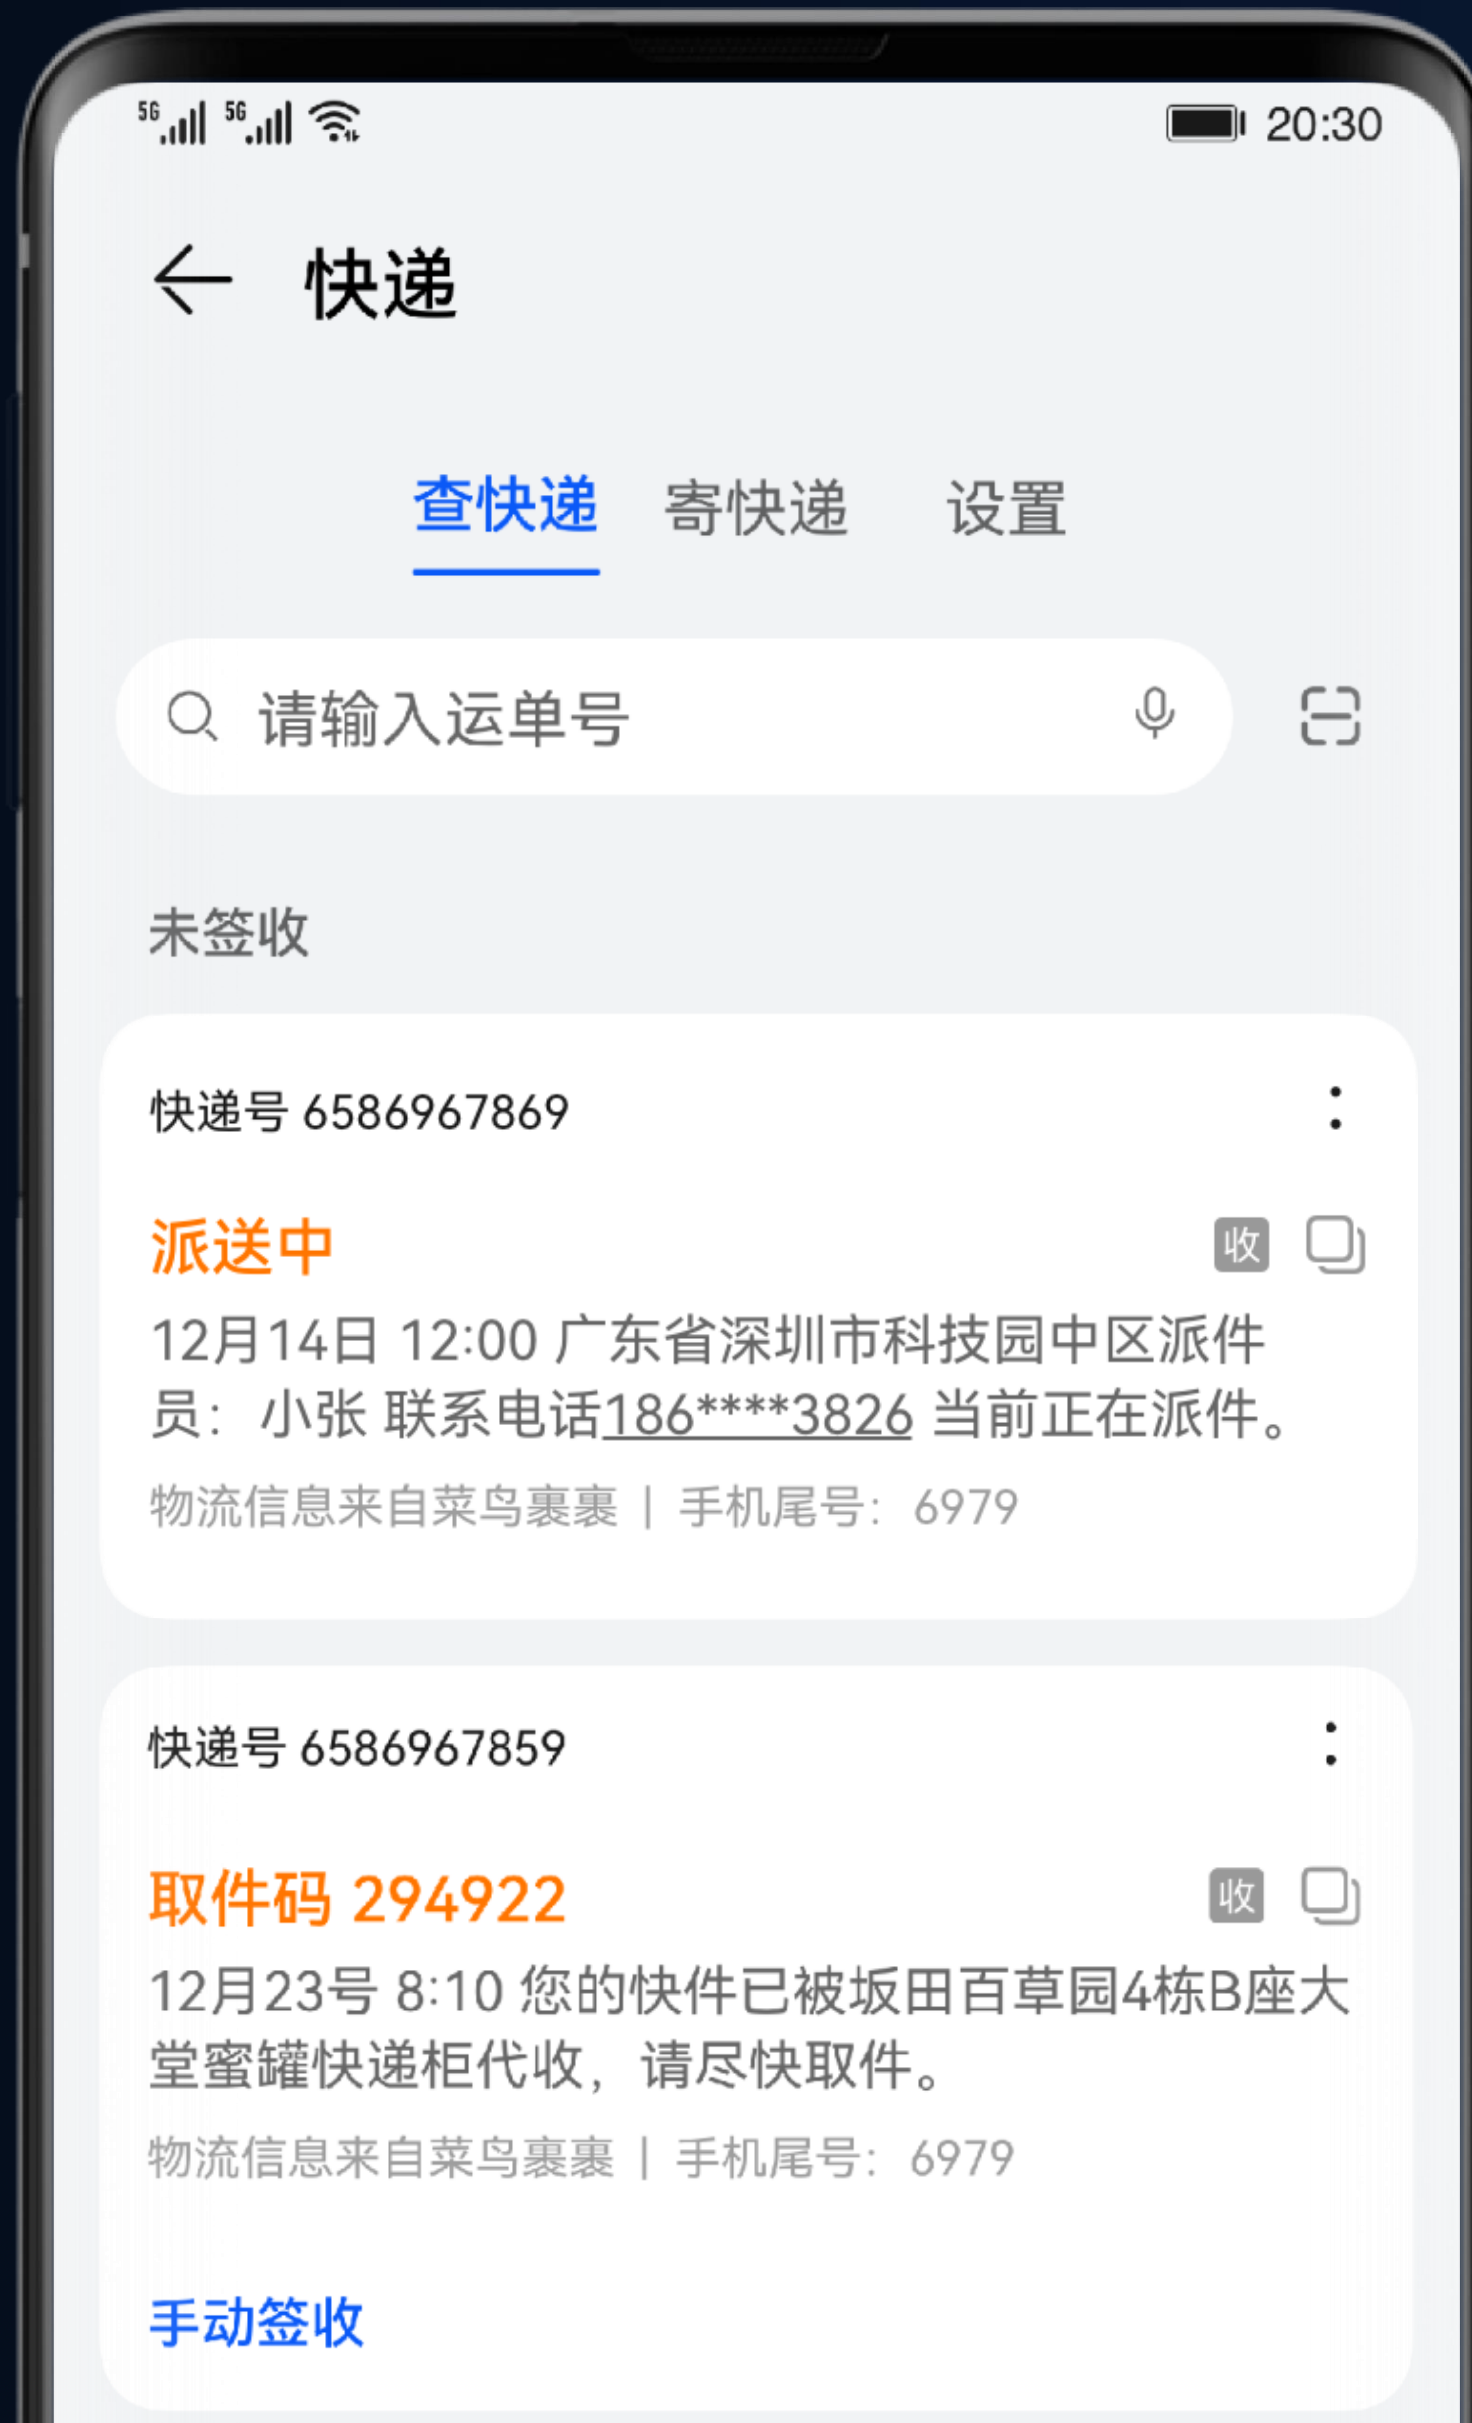 5G 5G 20:30
快递
查快递 寄快递 设置
请输入运单号
未签收
快递号 6586967869
派送中 收
12月14日 12:00 广东省深圳市科技园中区派件
员：小张 联系电话186****3826 当前正在派件。
物流信息来自菜鸟裹裹 | 手机尾号：6979
快递号 6586967859
取件码 294922 收
12月23号 8:10 您的快件已被坂田百草园4栋B座大
堂蜜罐快递柜代收，请尽快取件。
物流信息来自菜鸟裹裹 | 手机尾号：6979
手动签收